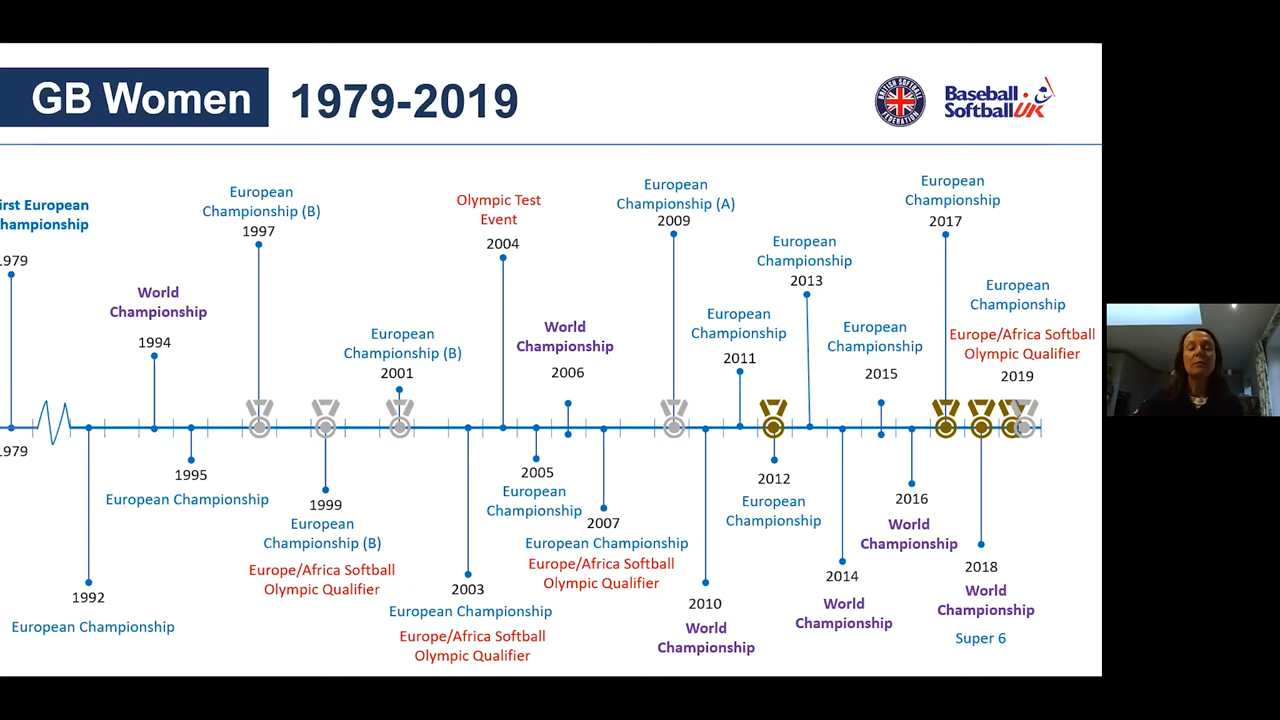 GB Women 1979-2019
BRITISH SOFTBALL FEDERATION
Baseball
SoftballUK
irst European
hampionship
1979
World
Championship
1994
European
Championship (B)
1997
European
Championship (B)
2001
Olympic Test
Event
2004
World
Championship
2006
European
Championship (A)
2009
European
Championship
2011
European
Championship
2013
European
Championship
2015
European
Championship
2017
European
Championship
Europe/Africa Softball
Olympic Qualifier
2019
1979
1992
European Championship
1995
European Championship
1999
European
Championship (B)
Europe/Africa Softball
Olympic Qualifier
2003
European Championship
Europe/Africa Softball
Olympic Qualifier
2005
European
Championship
2007
European Championship
Europe/Africa Softball
Olympic Qualifier
2010
World
Championship
2012
European
Championship
2014
World
Championship
2016
World
Championship
2018
World
Championship
Super 6